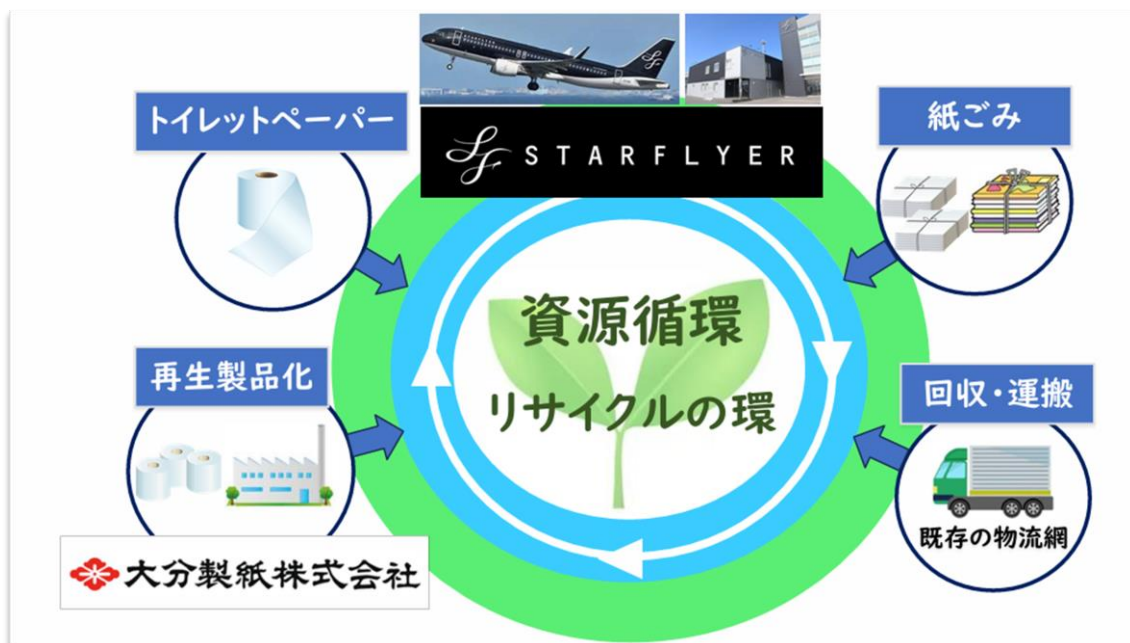 STARFLYER
トイレットペーパー
紙ごみ
資源循環
リサイクルの環
再生製品化
回収・運搬
既存の物流網
大分製紙株式会社